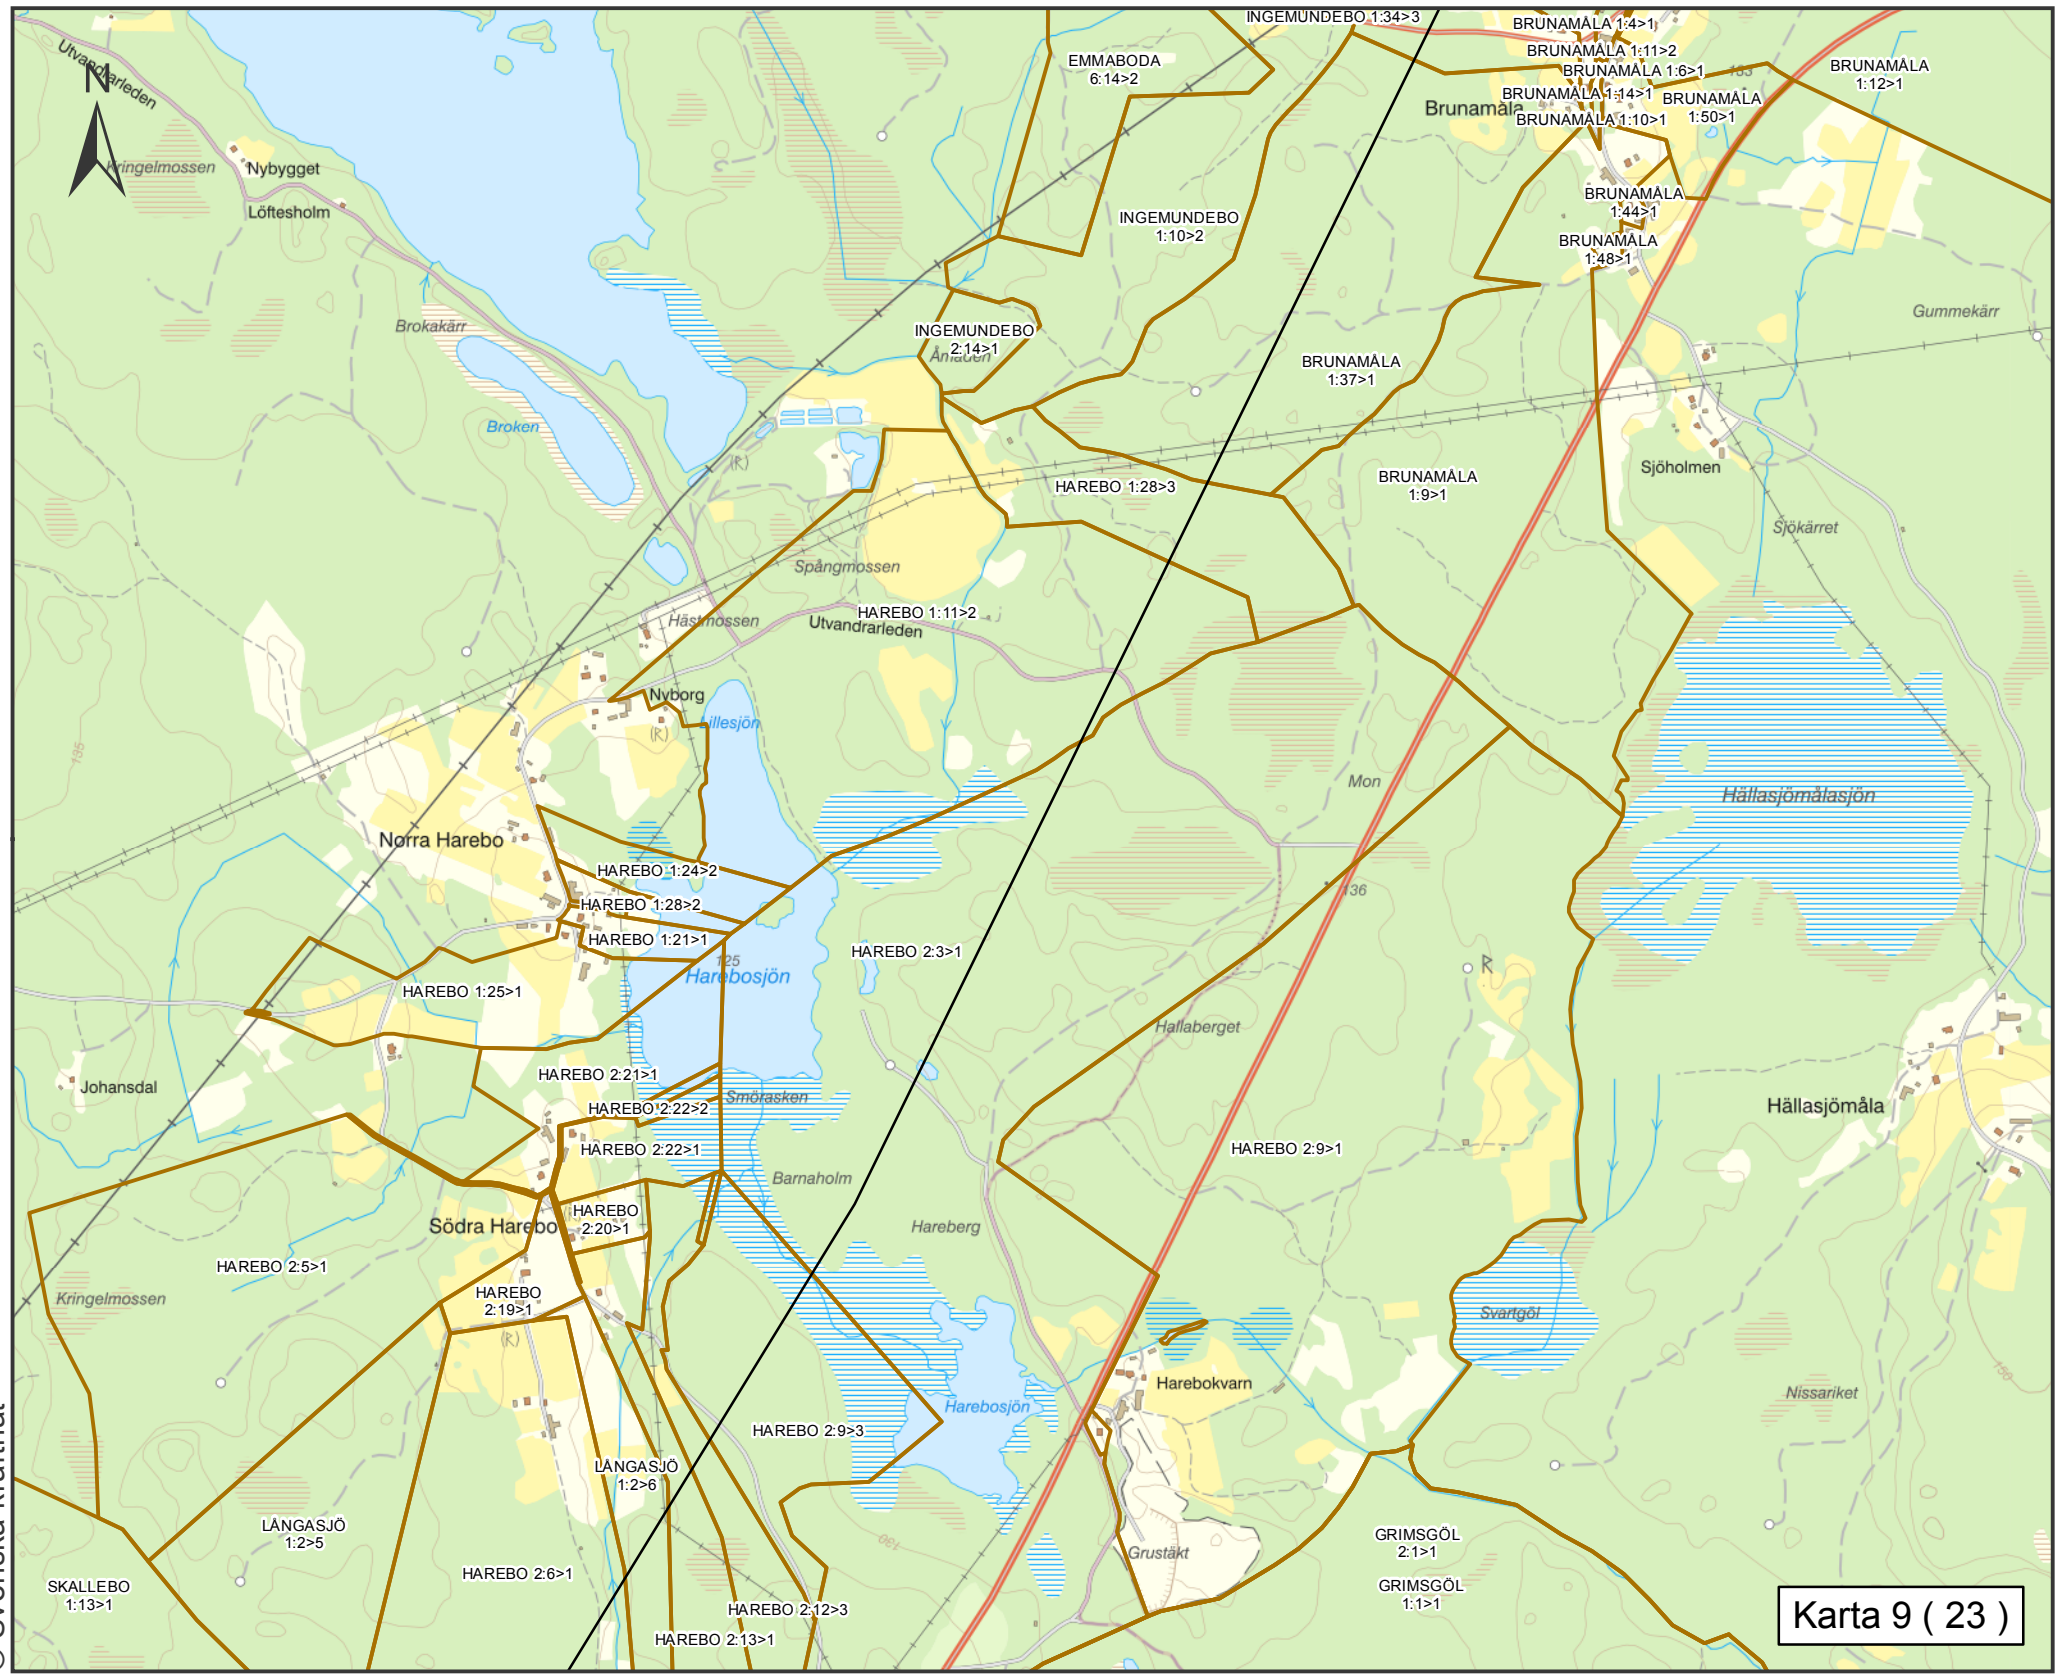 INGEMUNDEBO 1:34>3
BRUNAMÅLA 1:4>1
BRUNAMÅLA 1:11>2
BRUNAMÅLA 1:6>1
BRUNAMÅLA 1:14>1
BRUNAMÅLA 1:10>1
BRUNAMÅLA
1:50>1
BRUNAMÅLA
1:12>1
EMMABODA
6:14>2
Utvandrarleden
N
Brunamåla
Kringelmossen
Nybygget
Löftesholm
BRUNAMÅLA
1:44>1
INGEMUNDEBO
1:10>2
BRUNAMÅLA
1:48>1
Gummekärr
Brokakärr
INGEMUNDEBO
2:14>1
Åmaden
BRUNAMÅLA
1:37>1
Broken
(R)
Sjöholmen
BRUNAMÅLA
1:9>1
HAREBO 1:28>3
Sjökärret
Spångmossen
Hästmossen
HAREBO 1:11>2
Utvandrarleden
Nyborg
Lillesjön
(R)
135
Mon
Hällasjömålasjön
Norra Harebo
HAREBO 1:24>2
136
HAREBO 1:28>2
HAREBO 1:21>1
HAREBO 2:3>1
125
Harebosjön
R
HAREBO 1:25>1
Hallaberget
HAREBO 2:21>1
Johansdal
Smörasken
HAREBO 2:22>2
Hällasjömåla
HAREBO 2:22>1
HAREBO 2:9>1
Barnaholm
HAREBO
2:20>1
Södra Harebo
Hareberg
HAREBO 2:5>1
Kringelmossen
HAREBO
2:19>1
(R)
Svartgöl
Harebokvarn
Nissariket
Harebosjön
HAREBO 2:9>3
LÅNGASJÖ
1:2>6
LÅNGASJÖ
1:2>5
160
GRIMSGÖL
2:1>1
Grustäkt
HAREBO 2:6>1
SKALLEBO
1:13>1
GRIMSGÖL
1:1>1
HAREBO 2:12>3
HAREBO 2:13>1
Karta 9 ( 23 )